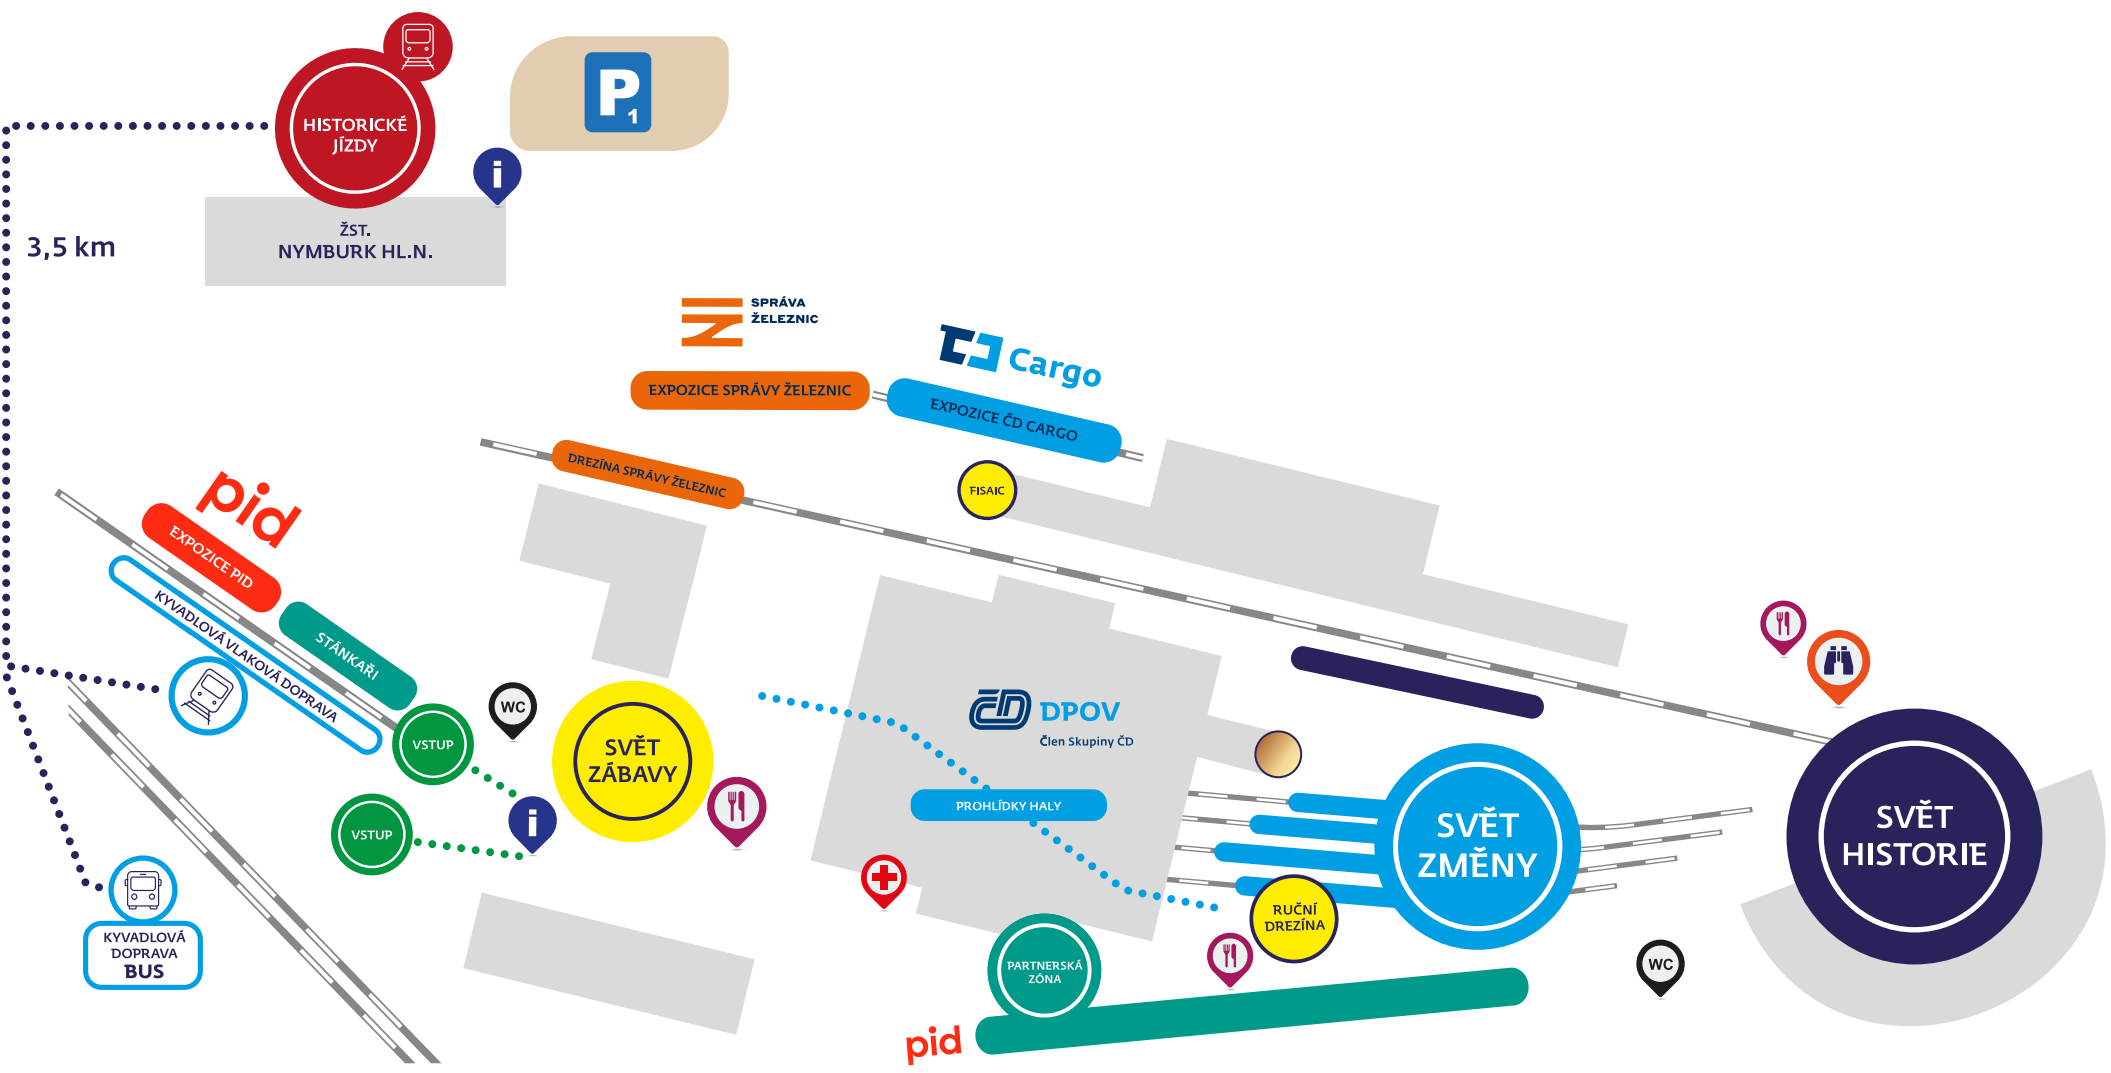 HISTORICKÉ
JÍZDY
P
1
i
ŽST.
NYMBURK HL.N.
3,5 km
SPRÁVA
ŽELEZNIC
Cargo
EXPOZICE SPRÁVY ŽELEZNIC
EXPOZICE ČD CARGO
DREZÍNA SPRÁVY ŽELEZNIC
FISAIC
pid
EXPOZICE PID
STÁNKAŘI
KYVADLOVÁ VLAKOVÁ DOPRAVA
VSTUP
WC
SVĚT
ZÁBAVY
VSTUP
i
ČD DPOV
Člen Skupiny ČD
PROHLÍDKY HALY
SVĚT
ZMĚNY
SVĚT
HISTORIE
RUČNÍ
DREZÍNA
KYVADLOVÁ
DOPRAVA
BUS
PARTNERSKÁ
ZÓNA
WC
pid